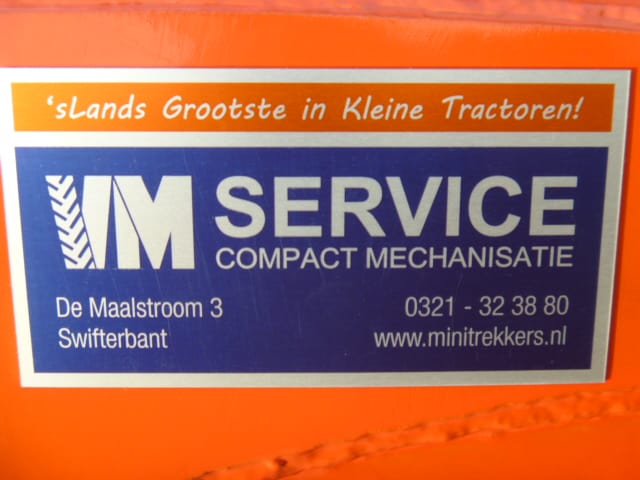 ‘sLands Grootste in Kleine Tractoren!
VM SERVICE
COMPACT MECHANISATIE
De Maalstroom 3 0321 - 32 38 80
Swifterbant www.minitrekkers.nl